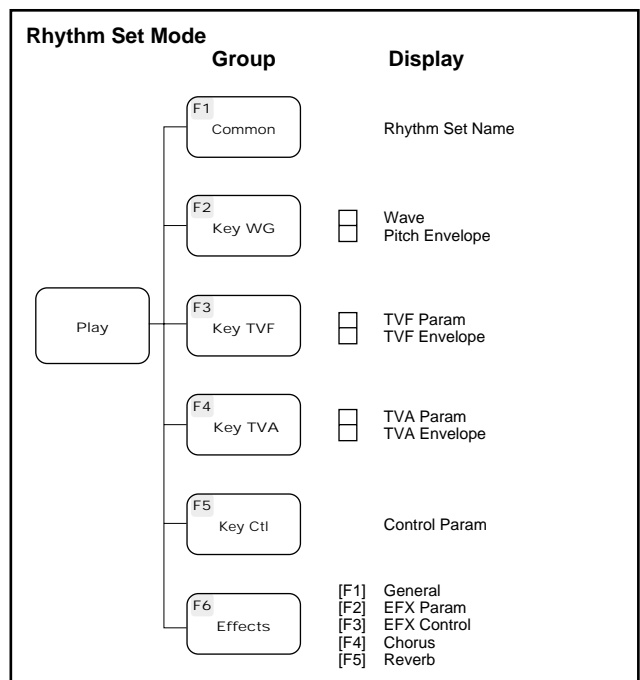 Rhythm Set Mode
Group Display
F1
Common Rhythm Set Name
F2
Key WG
Wave
Pitch Envelope
Play
F3
Key TVF
TVF Param
TVF Envelope
F4
Key TVA
TVA Param
TVA Envelope
F5
Key Ctl Control Param
F6
Effects
[F1] General
[F2] EFX Param
[F3] EFX Control
[F4] Chorus
[F5] Reverb